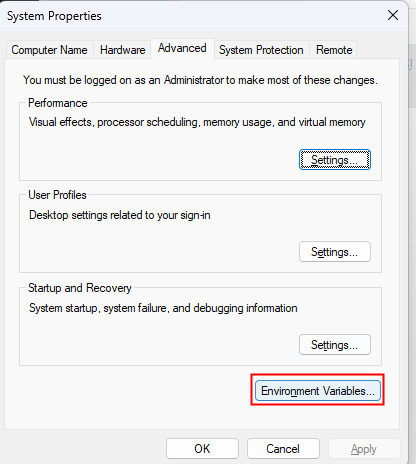 System Properties
Computer Name Hardware Advanced System Protection Remote
You must be logged on as an Administrator to make most of these changes.
Performance
Visual effects, processor scheduling, memory usage, and virtual memory
Settings...
User Profiles
Desktop settings related to your sign-in
Settings...
Startup and Recovery
System startup, system failure, and debugging information
Settings...
Environment Variables...
OK Cancel Apply